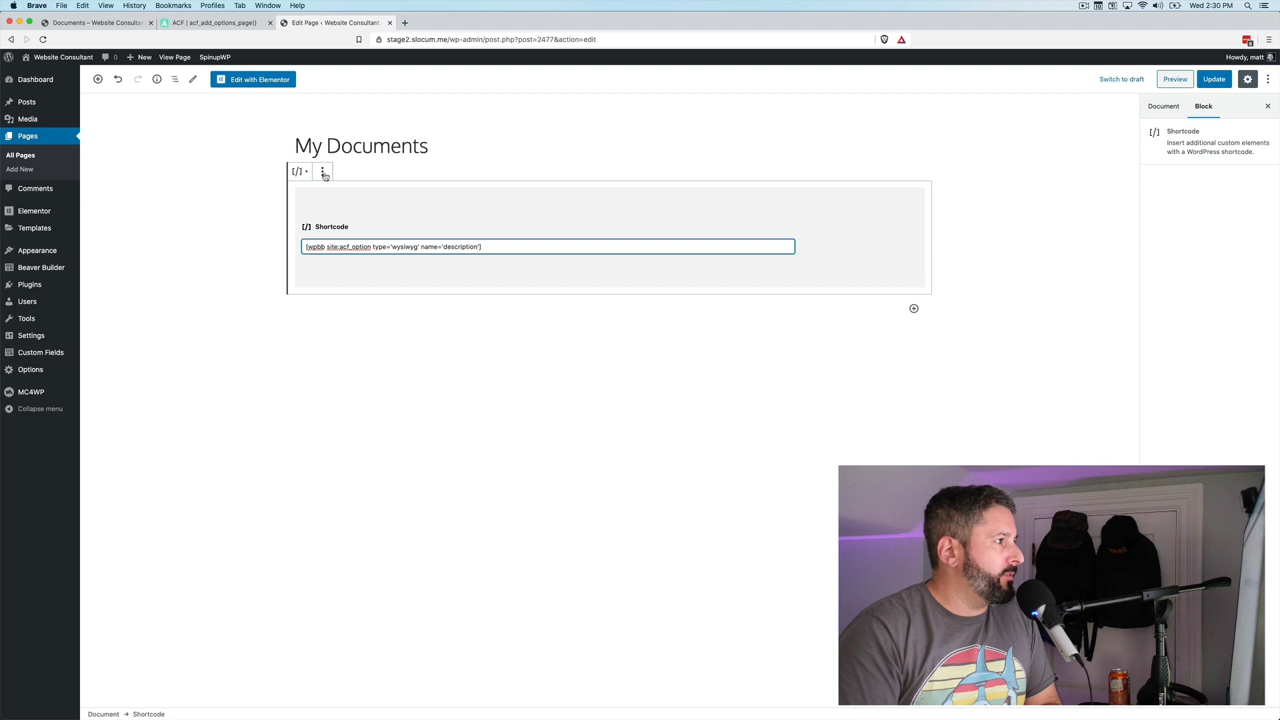 Brave File Edit View History Bookmarks Profiles Tab Window Help Wed 2:30 PM
Documents – Website Consultan × ACF | acf_add_options_page() × Edit Page ‹ Website Consultant × +
stage2.slocum.me/wp-admin/post.php?post=2477&action=edit
Website Consultant 0 New View Page SpinupWP Howdy, matt
Dashboard
Posts
Media
Pages
All Pages
Add New
Comments
Elementor
Templates
Appearance
Beaver Builder
Plugins
Users
Tools
Settings
Custom Fields
Options
MC4WP
Collapse menu
Edit with Elementor Switch to draft Preview Update
My Documents
[/]
[/] Shortcode
[wpbb site:acf_option type='wysiwyg' name='description']
Document Block ×
[/] Shortcode
Insert additional custom elements
with a WordPress shortcode.
Document → Shortcode